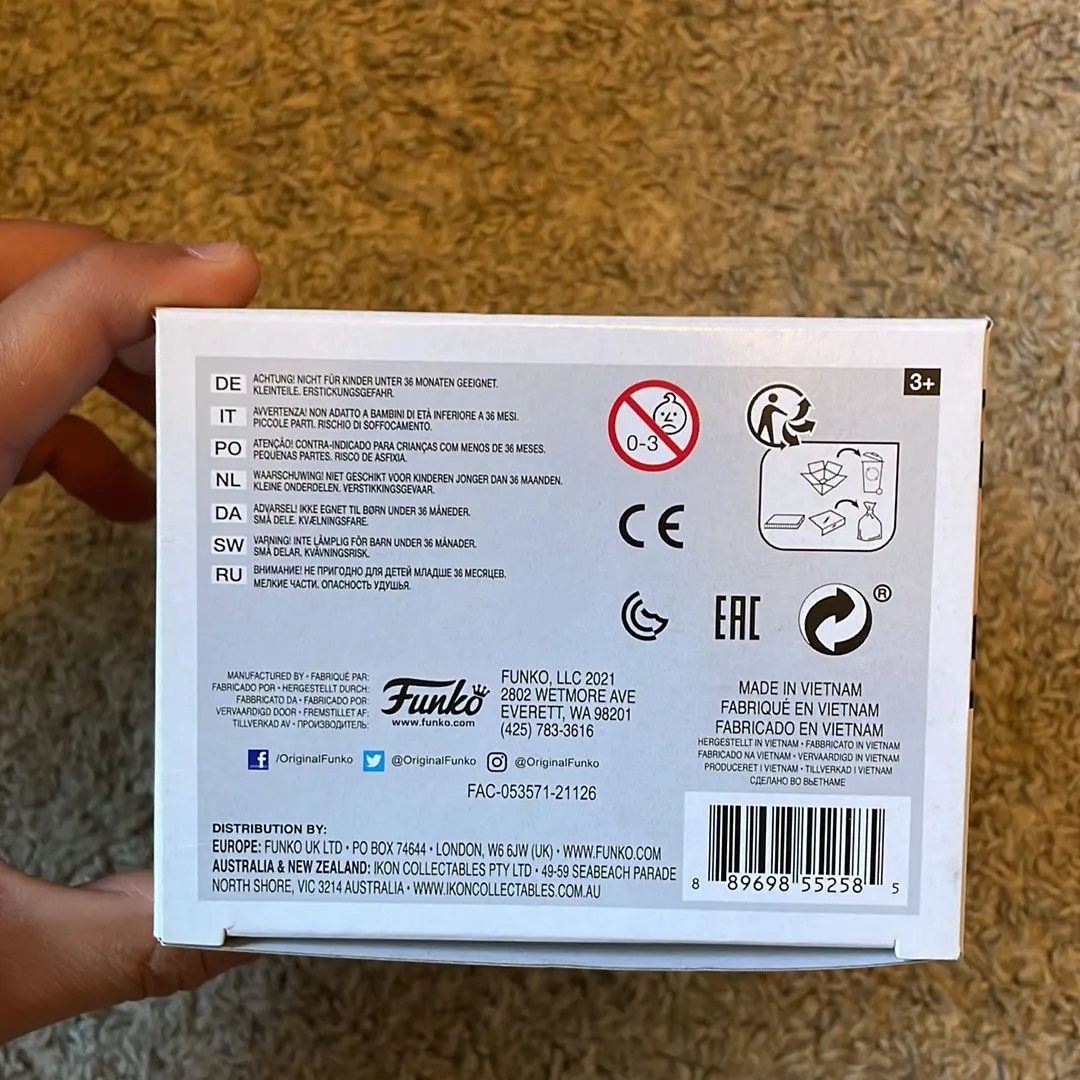 3+
DE ACHTUNG! NICHT FÜR KINDER UNTER 36 MONATEN GEEIGNET.
KLEINTEILE. ERSTICKUNGSGEFAHR.
IT AVVERTENZA! NON ADATTO A BAMBINI DI ETÀ INFERIORE A 36 MESI.
PICCOLE PARTI. RISCHIO DI SOFFOCAMENTO.
PO ATENÇÃO! CONTRA-INDICADO PARA CRIANÇAS COM MENOS DE 36 MESES.
PEQUENAS PARTES. RISCO DE ASFIXIA.
NL WAARSCHUWING! NIET GESCHIKT VOOR KINDEREN JONGER DAN 36 MAANDEN.
KLEINE ONDERDELEN. VERSTIKKINGSGEVAAR.
DA ADVARSEL! IKKE EGNET TIL BØRN UNDER 36 MÅNEDER.
SMÅ DELE. KVÆLNINGSFARE.
SW VARNING! INTE LÄMPLIG FÖR BARN UNDER 36 MÅNADER.
SMÅ DELAR. KVÄVNINGSRISK.
RU ВНИМАНИЕ! НЕ ПРИГОДНО ДЛЯ ДЕТЕЙ МЛАДШЕ 36 МЕСЯЦЕВ.
МЕЛКИЕ ЧАСТИ. ОПАСНОСТЬ УДУШЬЯ.
0-3
CE
EAC
®
MANUFACTURED BY • FABRIQUÉ PAR:
FABRICADO POR • HERGESTELLT DURCH:
FABBRICATO DA • FABRICADO POR:
VERVAARDIGD DOOR • FREMSTILLET AF:
TILLVERKAD AV • ПРОИЗВОДИТЕЛЬ:
Funko
www.funko.com
FUNKO, LLC 2021
2802 WETMORE AVE
EVERETT, WA 98201
(425) 783-3616
/OriginalFunko @OriginalFunko @OriginalFunko
FAC-053571-21126
MADE IN VIETNAM
FABRIQUÉ EN VIETNAM
FABRICADO EN VIETNAM
HERGESTELLT IN VIETNAM • FABBRICATO IN VIETNAM
FABRICADO NA VIETNAM • VERVAARDIGD IN VIETNAM
PRODUCERET I VIETNAM • TILLVERKAD I VIETNAM
СДЕЛАНО ВО ВЬЕТНАМЕ
DISTRIBUTION BY:
EUROPE: FUNKO UK LTD • PO BOX 74644 • LONDON, W6 6JW (UK) • WWW.FUNKO.COM
AUSTRALIA & NEW ZEALAND: IKON COLLECTABLES PTY LTD • 49-59 SEABEACH PARADE
NORTH SHORE, VIC 3214 AUSTRALIA • WWW.IKONCOLLECTABLES.COM.AU
8 89698 55258 5